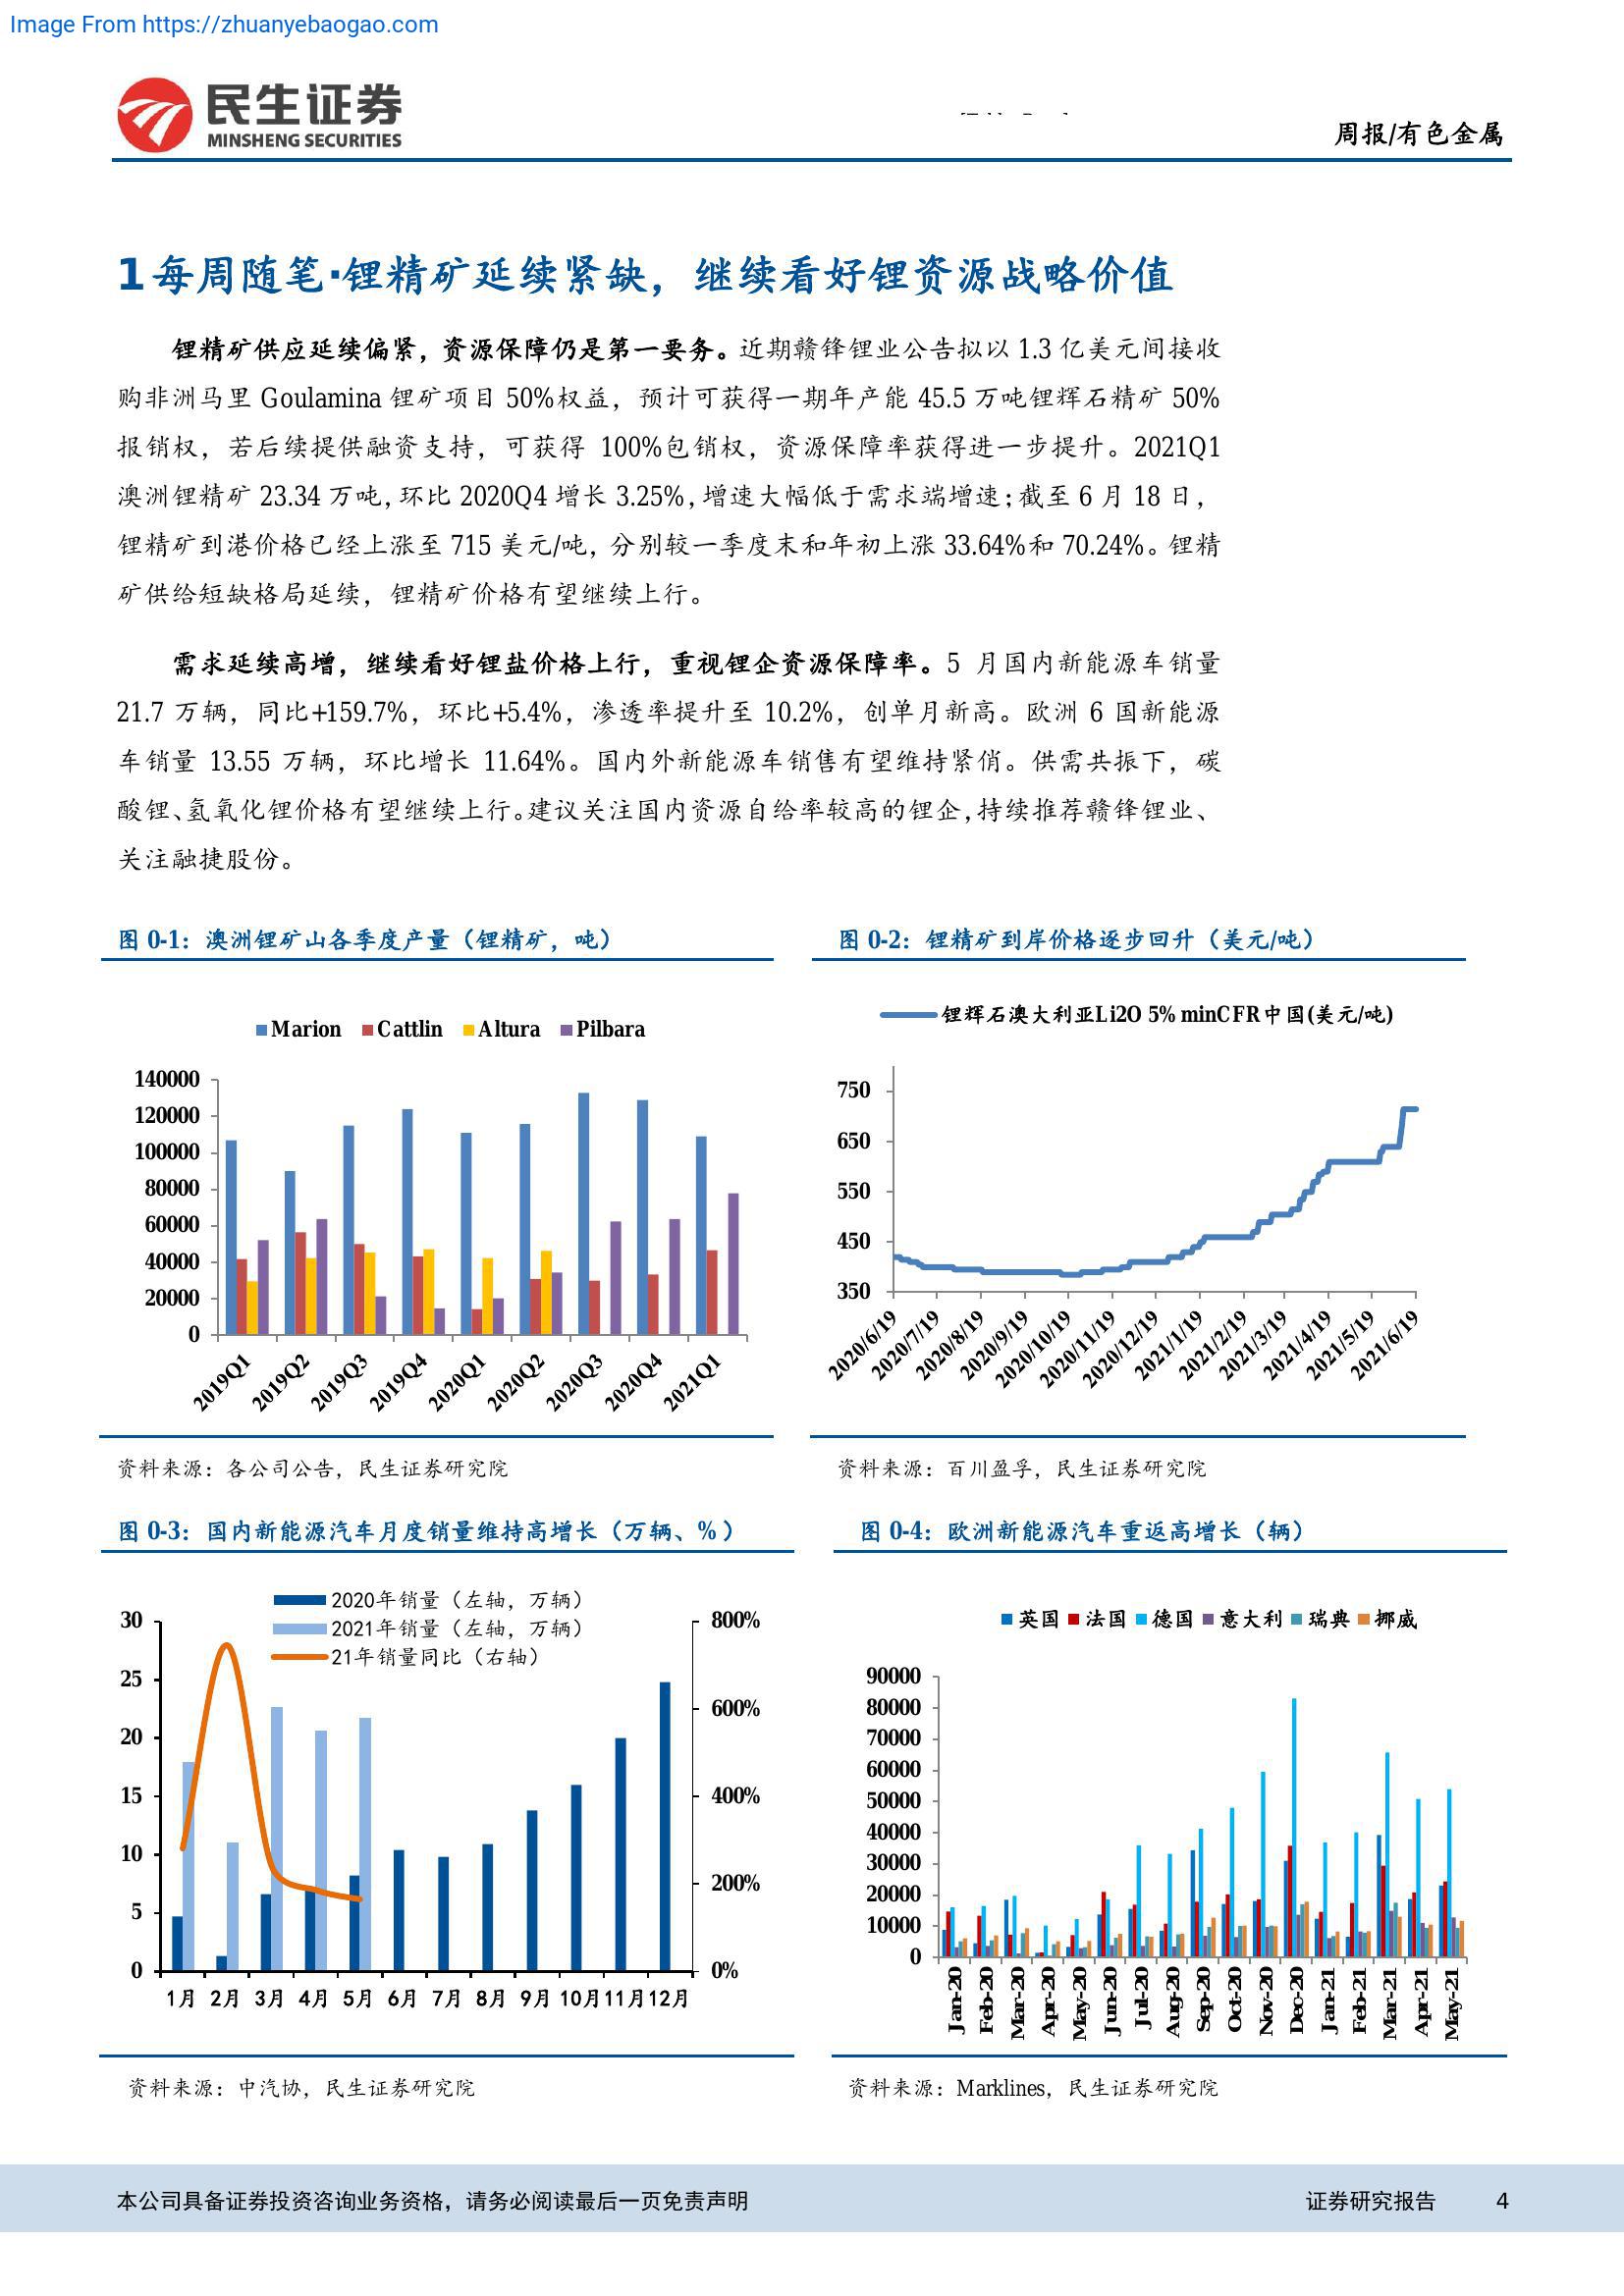 Image From https://zhuanyebaogao.com
民生证券
MINSHENG SECURITIES
周报/有色金属
1每周随笔·锂精矿延续紧缺，继续看好锂资源战略价值
锂精矿供应延续偏紧，资源保障仍是第一要务。近期赣锋锂业公告拟以 1.3 亿美元间接收
购非洲马里 Goulamina 锂矿项目 50%权益，预计可获得一期年产能 45.5 万吨锂辉石精矿 50%
报销权，若后续提供融资支持，可获得 100%包销权，资源保障率获得进一步提升。2021Q1
澳洲锂精矿 23.34 万吨，环比 2020Q4 增长 3.25%，增速大幅低于需求端增速；截至 6 月 18 日，
锂精矿到港价格已经上涨至 715 美元/吨，分别较一季度末和年初上涨 33.64%和 70.24%。锂精
矿供给短缺格局延续，锂精矿价格有望继续上行。
需求延续高增，继续看好锂盐价格上行，重视锂企资源保障率。5 月国内新能源车销量
21.7 万辆，同比+159.7%，环比+5.4%，渗透率提升至 10.2%，创单月新高。欧洲 6 国新能源
车销量 13.55 万辆，环比增长 11.64%。国内外新能源车销售有望维持紧俏。供需共振下，碳
酸锂、氢氧化锂价格有望继续上行。建议关注国内资源自给率较高的锂企，持续推荐赣锋锂业、
关注融捷股份。
图 0-1：澳洲锂矿山各季度产量（锂精矿，吨）
Marion Cattlin Altura Pilbara
140000
120000
100000
80000
60000
40000
20000
0
2019Q1 2019Q2 2019Q3 2019Q4 2020Q1 2020Q2 2020Q3 2020Q4 2021Q1
资料来源：各公司公告，民生证券研究院
图 0-2：锂精矿到岸价格逐步回升（美元/吨）
锂辉石澳大利亚Li2O 5% minCFR中国(美元/吨)
750
650
550
450
350
2020/6/19 2020/7/19 2020/8/19 2020/9/19 2020/10/19 2020/11/19 2020/12/19 2021/1/19 2021/2/19 2021/3/19 2021/4/19 2021/5/19 2021/6/19
资料来源：百川盈孚，民生证券研究院
图 0-3：国内新能源汽车月度销量维持高增长（万辆、%）
2020年销量（左轴，万辆）
2021年销量（左轴，万辆）
21年销量同比（右轴）
30
25
20
15
10
5
0
800%
600%
400%
200%
0%
1月 2月 3月 4月 5月 6月 7月 8月 9月 10月 11月 12月
资料来源：中汽协，民生证券研究院
图 0-4：欧洲新能源汽车重返高增长（辆）
英国 法国 德国 意大利 瑞典 挪威
90000
80000
70000
60000
50000
40000
30000
20000
10000
0
Jan-20 Feb-20 Mar-20 Apr-20 May-20 Jun-20 Jul-20 Aug-20 Sep-20 Oct-20 Nov-20 Dec-20 Jan-21 Feb-21 Mar-21 Apr-21 May-21
资料来源：Marklines，民生证券研究院
本公司具备证券投资咨询业务资格，请务必阅读最后一页免责声明
证券研究报告 4